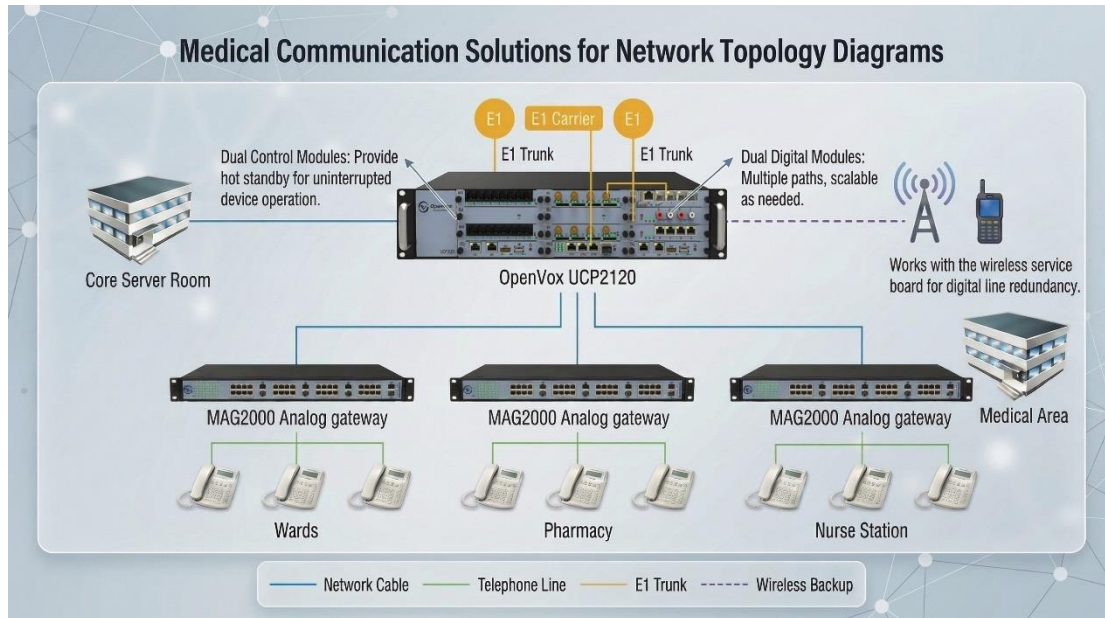 Medical Communication Solutions for Network Topology Diagrams
E1
E1 Carrier
E1
E1 Trunk
E1 Trunk
Dual Control Modules: Provide
hot standby for uninterrupted
device operation.
Dual Digital Modules:
Multiple paths, scalable
as needed.
Core Server Room
OpenVox UCP2120
Works with the wireless service
board for digital line redundancy.
MAG2000 Analog gateway
MAG2000 Analog gateway
MAG2000 Analog gateway
Medical Area
Wards
Pharmacy
Nurse Station
Network Cable
Telephone Line
E1 Trunk
Wireless Backup